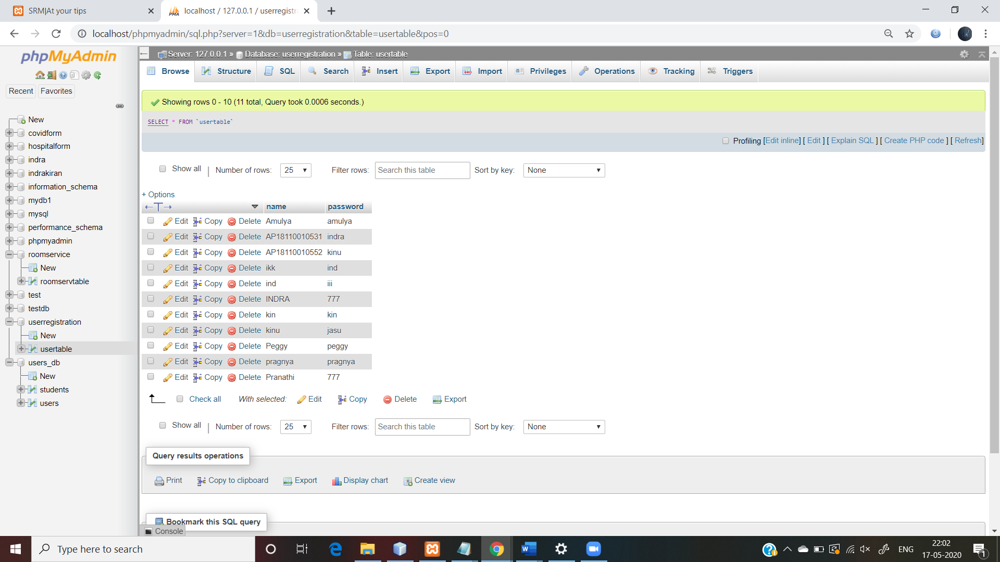 SRM|At your tips
localhost / 127.0.0.1 / userregistr
localhost/phpmyadmin/sql.php?server=1&db=userregistration&table=usertable&pos=0
phpMyAdmin
Recent Favorites
New
covidform
hospitalform
indra
indrakiran
information_schema
mydb1
mysql
performance_schema
phpmyadmin
roomservice
New
roomservtable
test
testdb
userregistration
New
usertable
users_db
New
students
users
Server: 127.0.0.1 » Database: userregistration » Table: usertable
Browse Structure SQL Search Insert Export Import Privileges Operations Tracking Triggers
Showing rows 0 - 10 (11 total, Query took 0.0006 seconds.)
SELECT * FROM `usertable`
Profiling [Edit inline] [ Edit ] [ Explain SQL ] [ Create PHP code ] [ Refresh]
Show all | Number of rows: 25 Filter rows: Search this table Sort by key: None
+ Options
name password
Edit Copy Delete Amulya amulya
Edit Copy Delete AP18110010531 indra
Edit Copy Delete AP18110010552 kinu
Edit Copy Delete ikk ind
Edit Copy Delete ind iii
Edit Copy Delete INDRA 777
Edit Copy Delete kin kin
Edit Copy Delete kinu jasu
Edit Copy Delete Peggy peggy
Edit Copy Delete pragnya pragnya
Edit Copy Delete Pranathi 777
Check all With selected: Edit Copy Delete Export
Show all | Number of rows: 25 Filter rows: Search this table Sort by key: None
Query results operations
Print Copy to clipboard Export Display chart Create view
Bookmark this SQL query
Console
Type here to search
ENG
22:02
17-05-2020
1